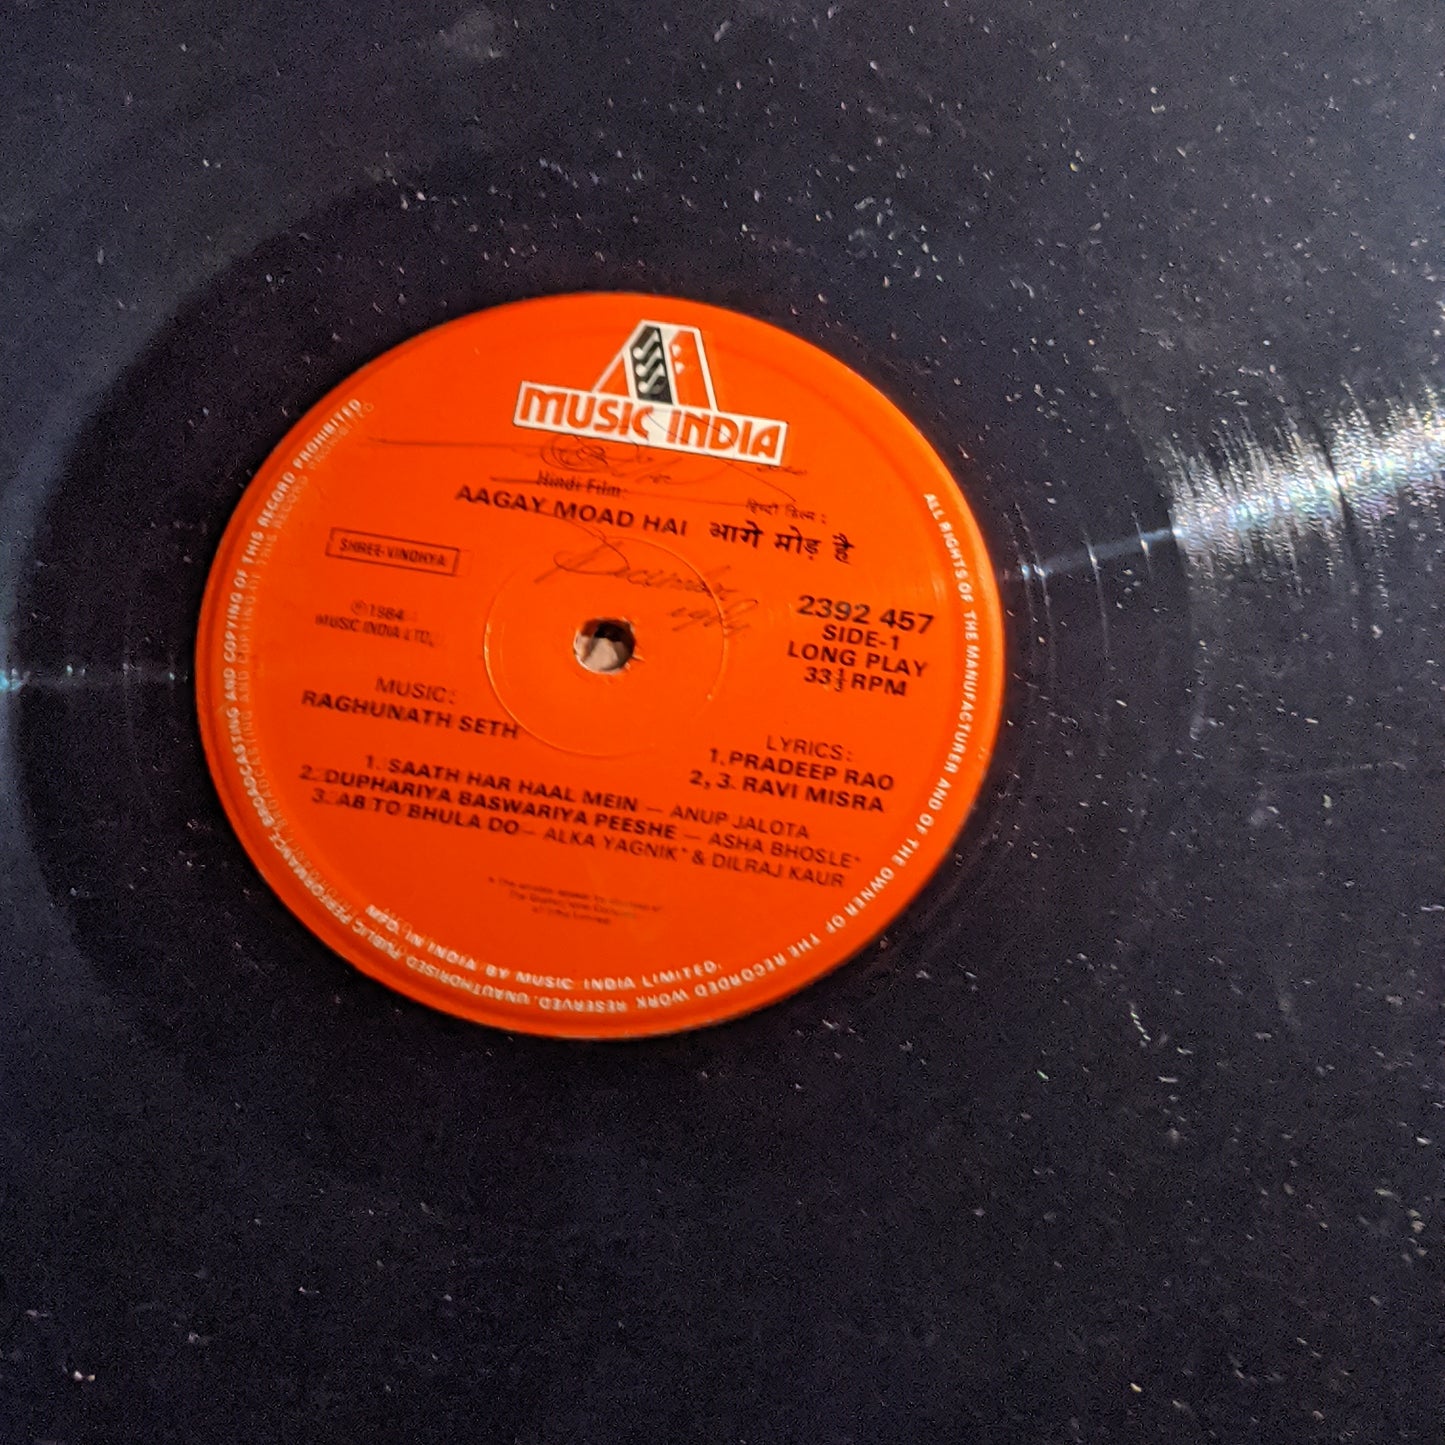 MUSIC INDIA
Hindi Film:
हिन्दी फ़िल्म :
AAGAY MOAD HAI आगे मोड़ है
SHREE-VINDHYA
℗ 1984
MUSIC INDIA LTD.
2392 457
SIDE-1
LONG PLAY
33⅓ RPM
MUSIC:
RAGHUNATH SETH
LYRICS:
1. PRADEEP RAO
2, 3. RAVI MISRA
1. SAATH HAR HAAL MEIN — ANUP JALOTA
2. DUPHARIYA BASWARIYA PEESHE — ASHA BHOSLE*
3. AB TO BHULA DO — ALKA YAGNIK* & DILRAJ KAUR
December
ALL RIGHTS OF THE MANUFACTURER AND OF THE OWNER OF THE RECORDED WORK RESERVED. UNAUTHORISED PUBLIC PERFORMANCE BROADCASTING AND COPYING OF THIS RECORD PROHIBITED.
IN INDIA BY MUSIC INDIA LIMITED.